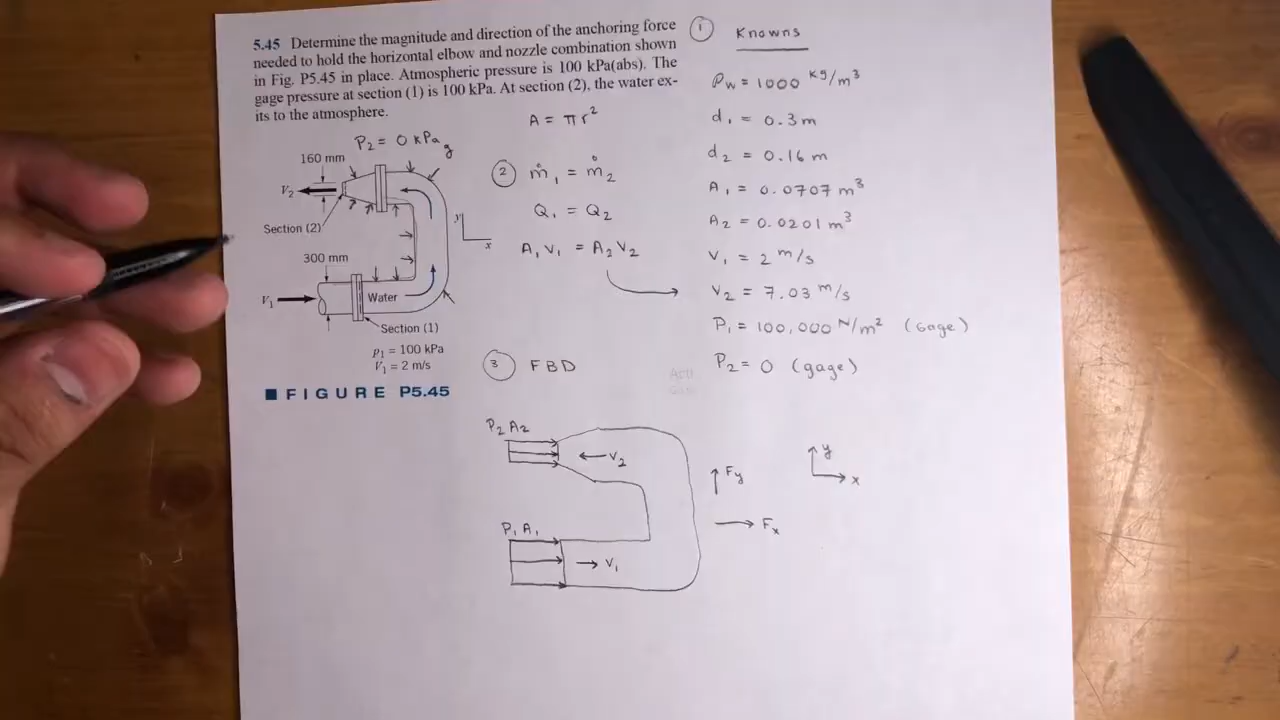 5.45 Determine the magnitude and direction of the anchoring force
needed to hold the horizontal elbow and nozzle combination shown
in Fig. P5.45 in place. Atmospheric pressure is 100 kPa(abs). The
gage pressure at section (1) is 100 kPa. At section (2), the water ex-
its to the atmosphere.
P₂ = 0 kPa g
160 mm
V₂
Section (2)
300 mm
V₁
Water
Section (1)
p₁ = 100 kPa
V₁ = 2 m/s
y
x
FIGURE P5.45
A = πr²
② ṁ₁ = ṁ₂
Q₁ = Q₂
A₁V₁ = A₂V₂
① Knowns
ρw = 1000 kg/m³
d₁ = 0.3 m
d₂ = 0.16 m
A₁ = 0.0707 m³
A₂ = 0.0201 m³
V₁ = 2 m/s
V₂ = 7.03 m/s
P₁ = 100,000 N/m² (Gage)
P₂ = 0 (gage)
③ FBD
P₂A₂
V₂
P₁A₁
V₁
Fy
Fx
y
x